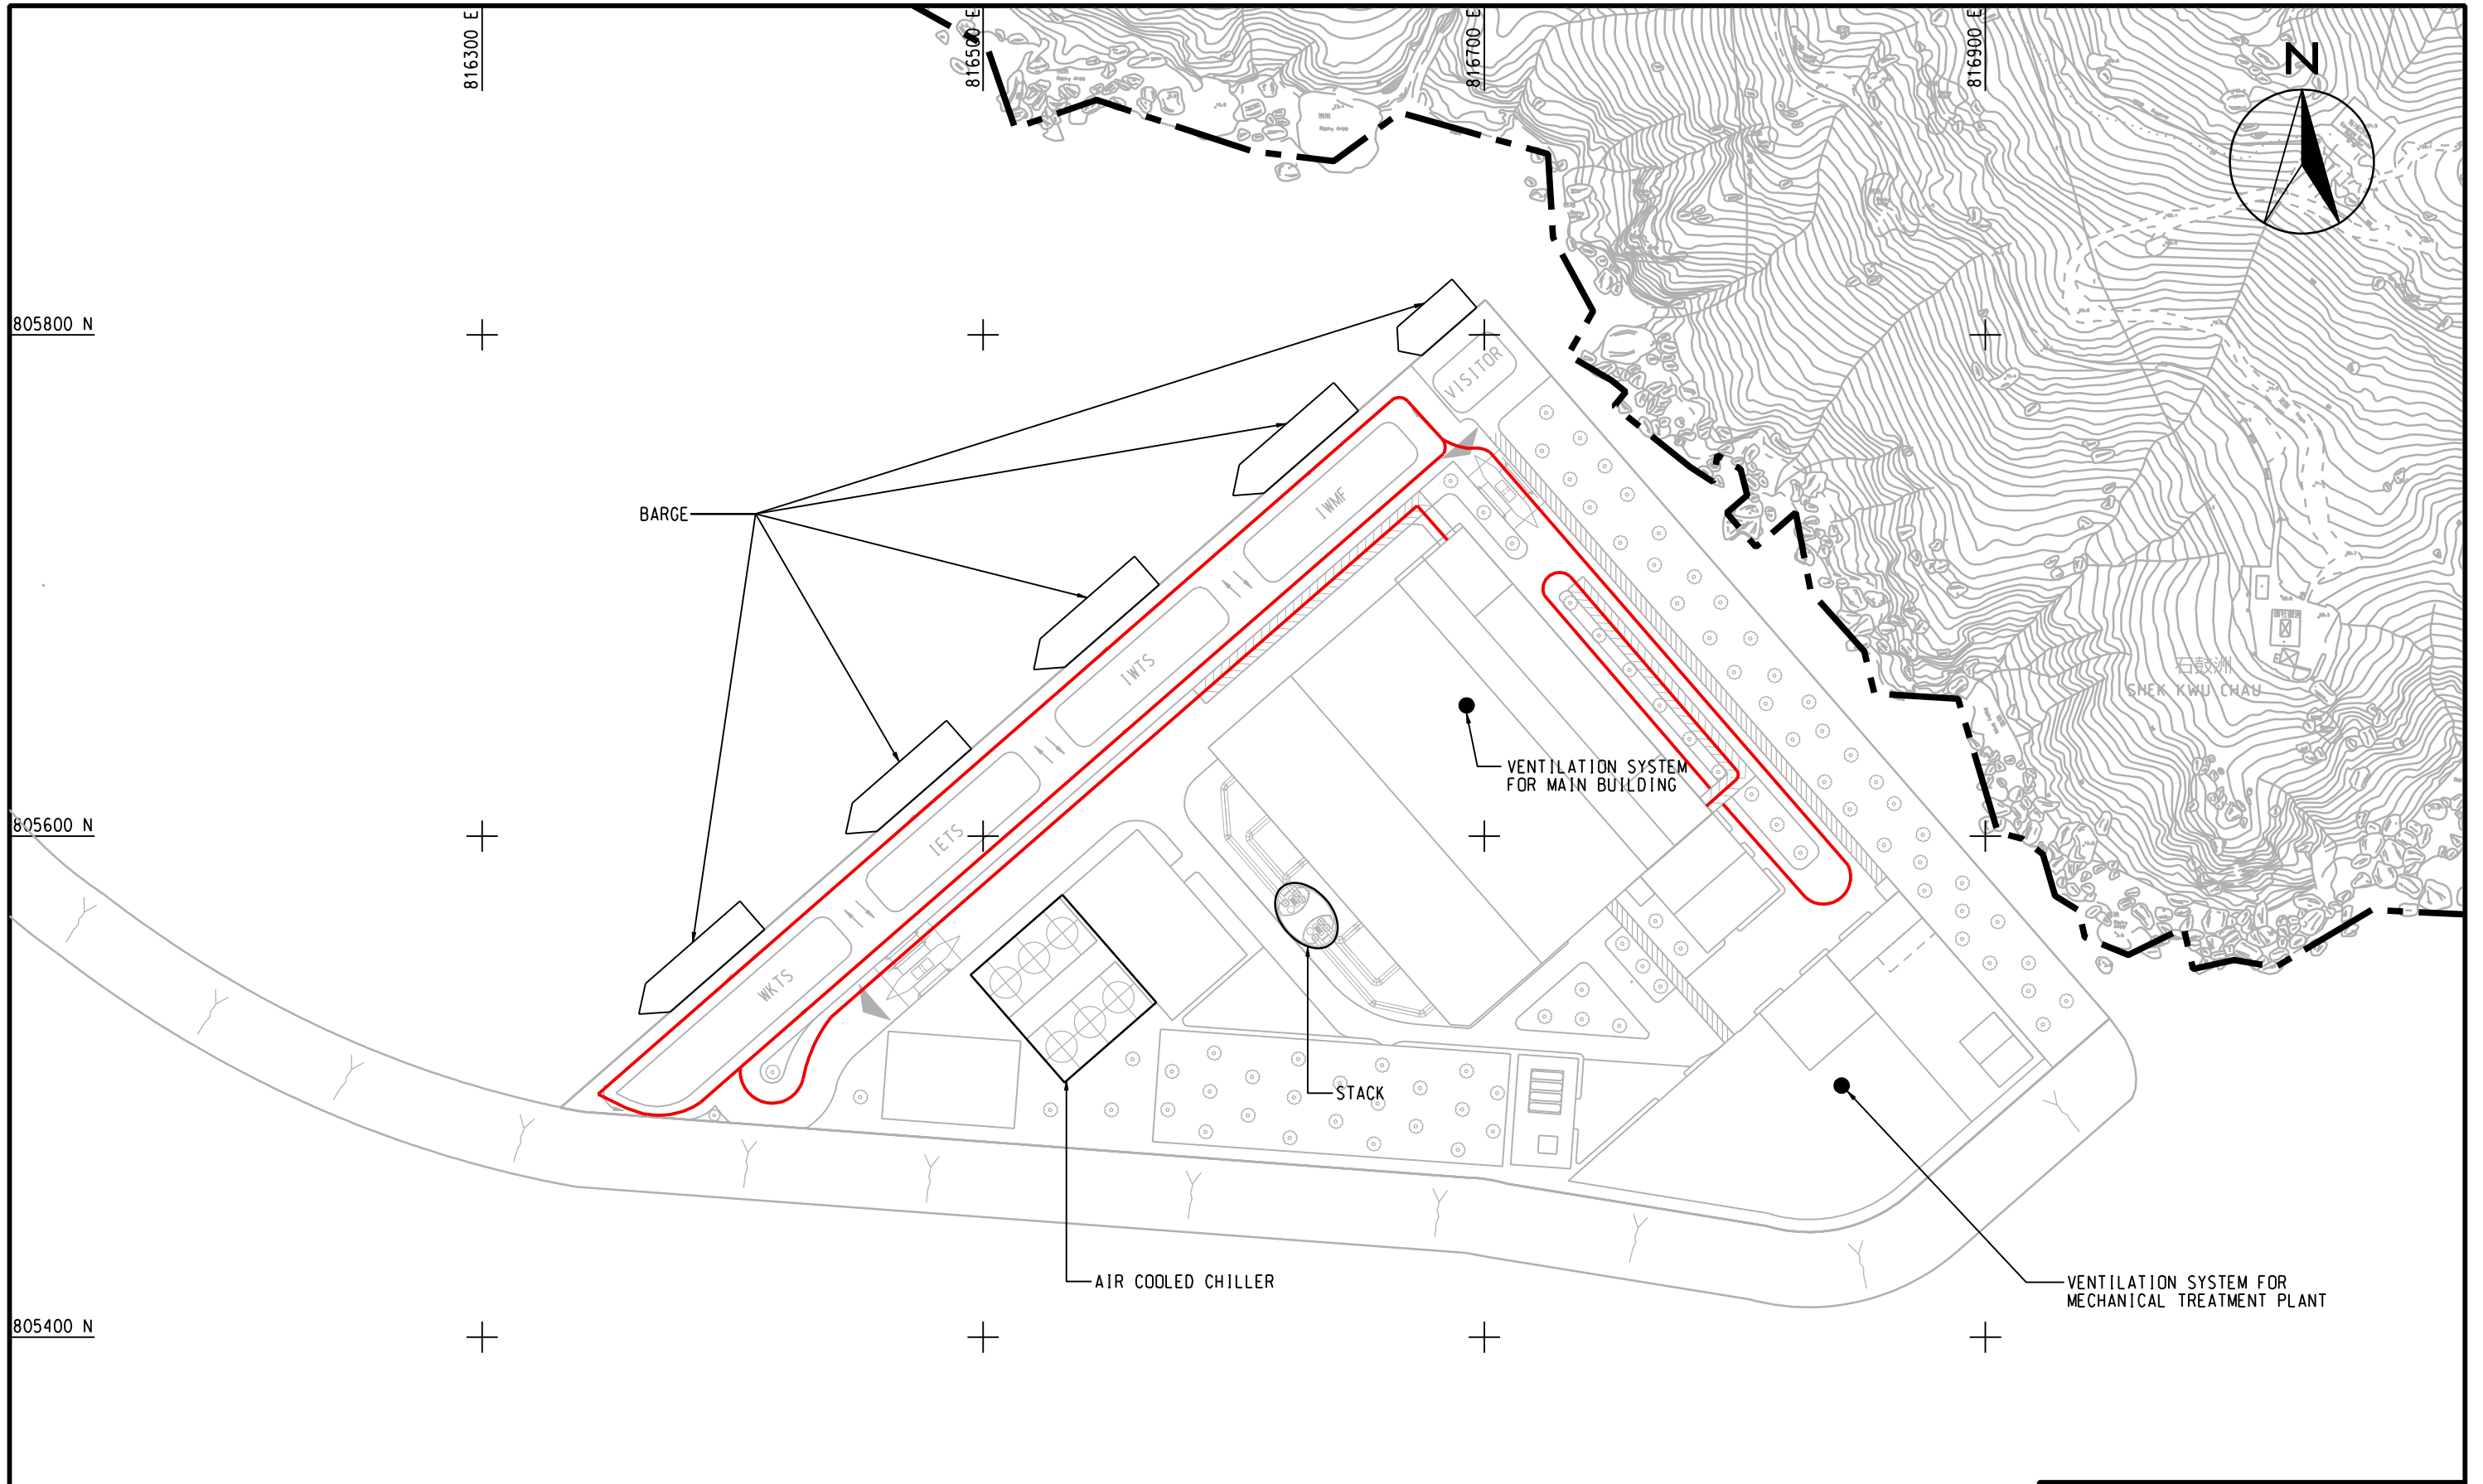 816300 E
816500 E
816700 E
816900 E
N
805800 N
VISITOR
BARGE
IWMF
IWTS
石鼓洲
SHEK KWU CHAU
VENTILATION SYSTEM
FOR MAIN BUILDING
805600 N
IETS
WKTS
STACK
AIR COOLED CHILLER
VENTILATION SYSTEM FOR
MECHANICAL TREATMENT PLANT
805400 N